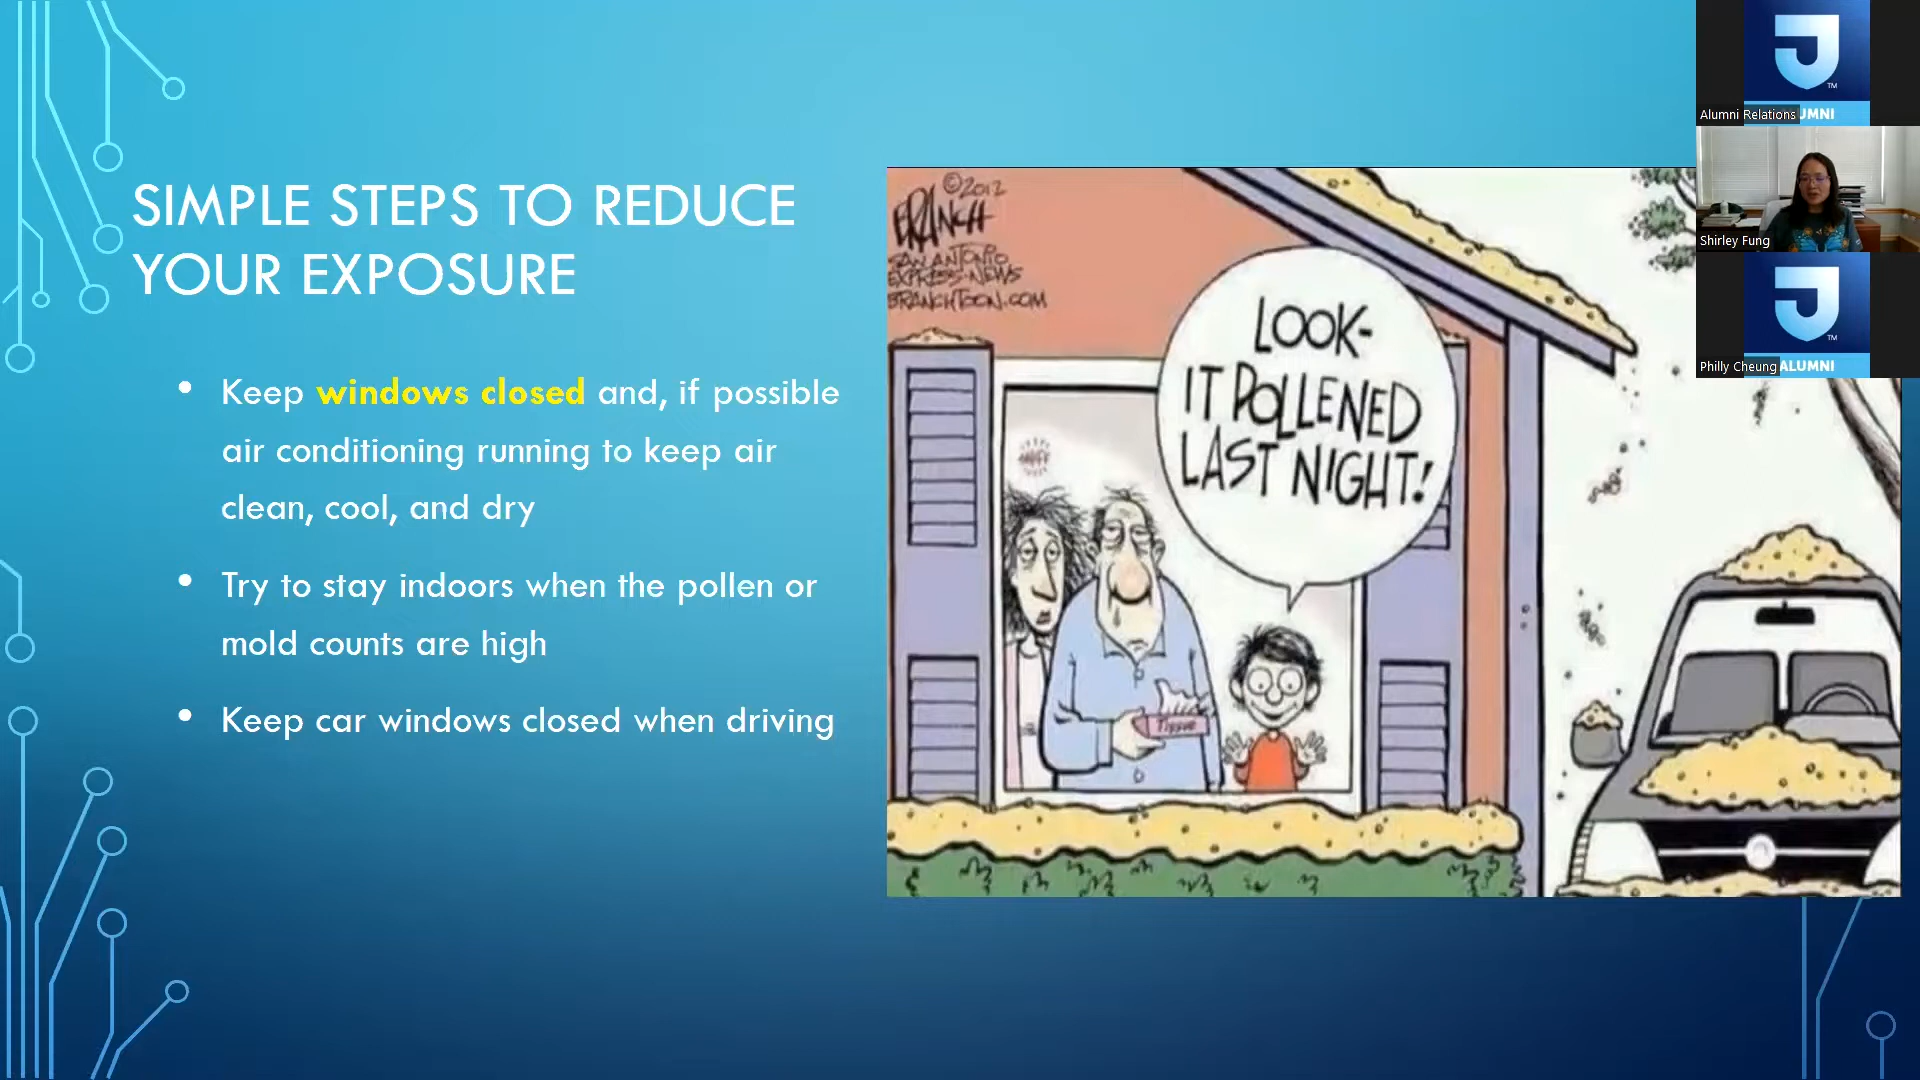 SIMPLE STEPS TO REDUCE
YOUR EXPOSURE
• Keep windows closed and, if possible
air conditioning running to keep air
clean, cool, and dry
• Try to stay indoors when the pollen or
mold counts are high
• Keep car windows closed when driving
©2012
BRANCH
SAN ANTONIO
EXPRESS-NEWS
BRANCHTOON.COM
LOOK-
IT POLLENED
LAST NIGHT!
Tissue
J
TM
Alumni Relations
UMNI
Shirley Fung
J
TM
Philly Cheung
ALUMNI